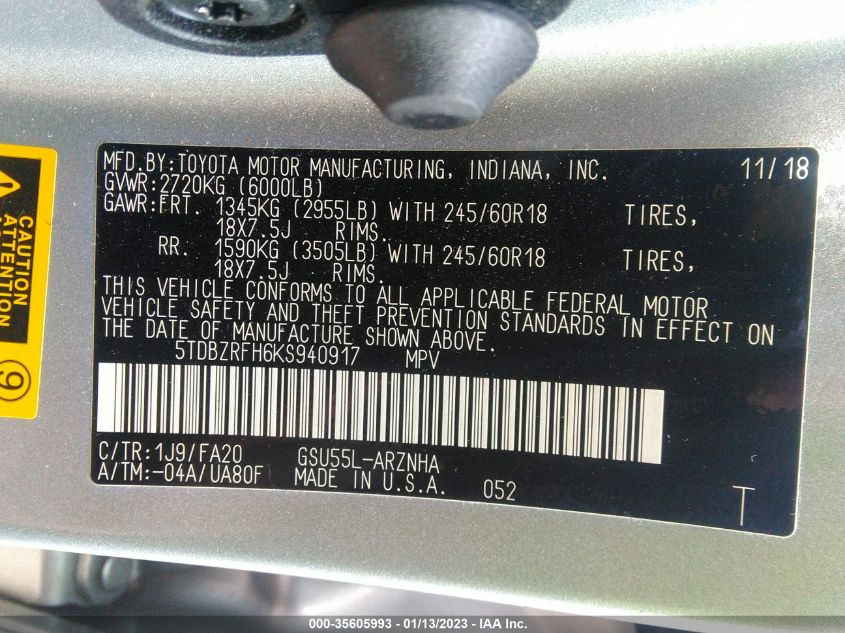 MFD.BY:TOYOTA MOTOR MANUFACTURING, INDIANA, INC. 11/18
GVWR:2720KG (6000LB)
GAWR:FRT. 1345KG (2955LB) WITH 245/60R18 TIRES,
18X7.5J RIMS.
RR. 1590KG (3505LB) WITH 245/60R18 TIRES,
18X7.5J RIMS.
THIS VEHICLE CONFORMS TO ALL APPLICABLE FEDERAL MOTOR
VEHICLE SAFETY AND THEFT PREVENTION STANDARDS IN EFFECT ON
THE DATE OF MANUFACTURE SHOWN ABOVE.
5TDBZRFH6KS940917 MPV
C/TR:1J9/FA20 GSU55L-ARZNHA
A/TM:-04A/UA80F MADE IN U.S.A. 052
T
CAUTION
ATTENTION
9
000-35605993 - 01/13/2023 - IAA Inc.